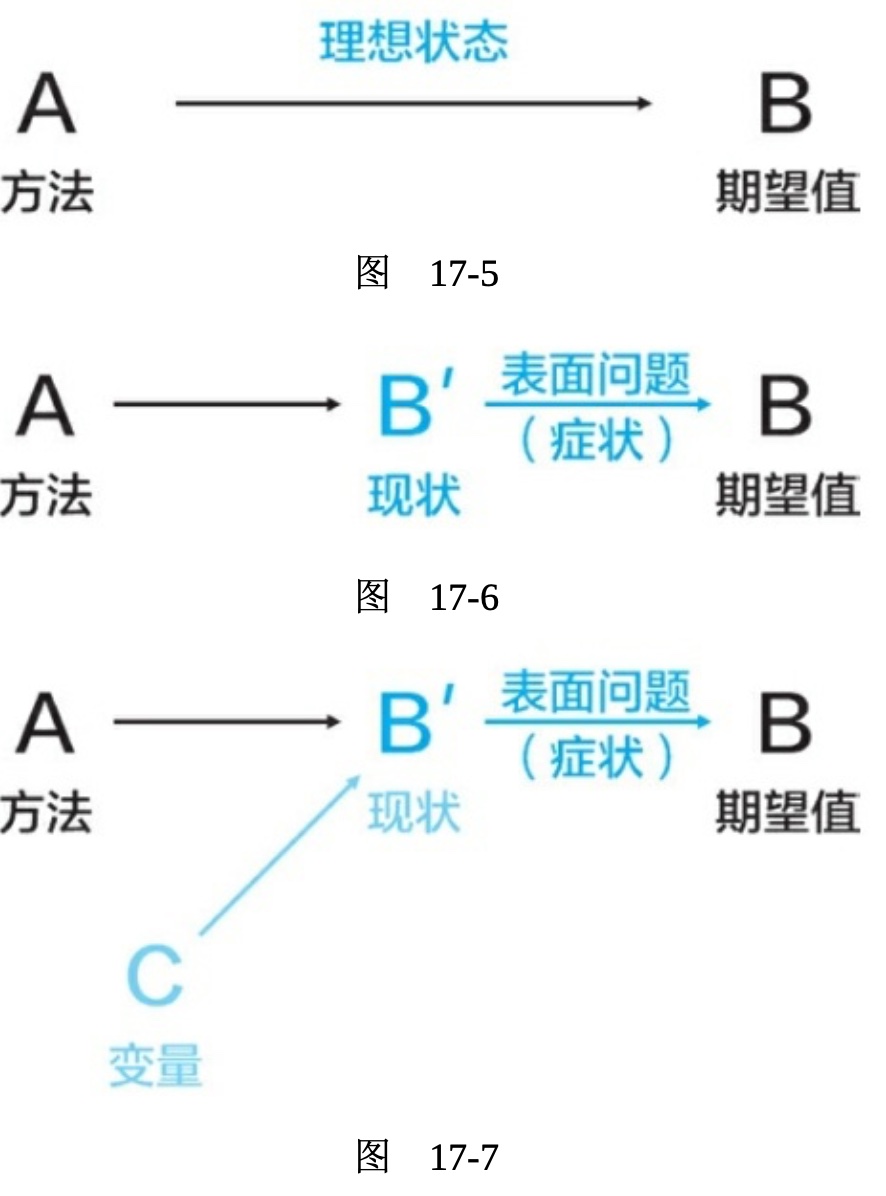 理想状态
A B
方法 期望值
图 17-5
表面问题
A B′ B
（症状）
方法 现状 期望值
图 17-6
表面问题
A B′ B
（症状）
方法 现状 期望值
C
变量
图 17-7